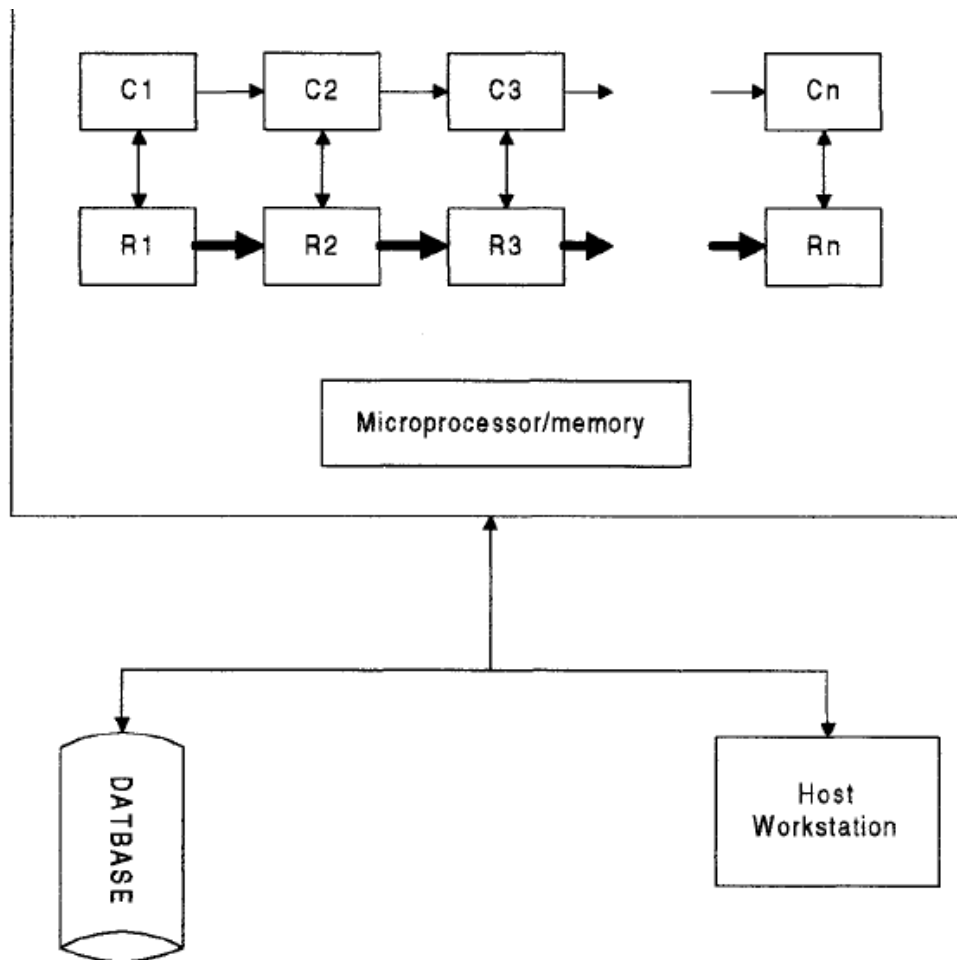 C1 C2 C3 Cn
R1 R2 R3 Rn
Microprocessor/memory
DATBASE
Host
Workstation